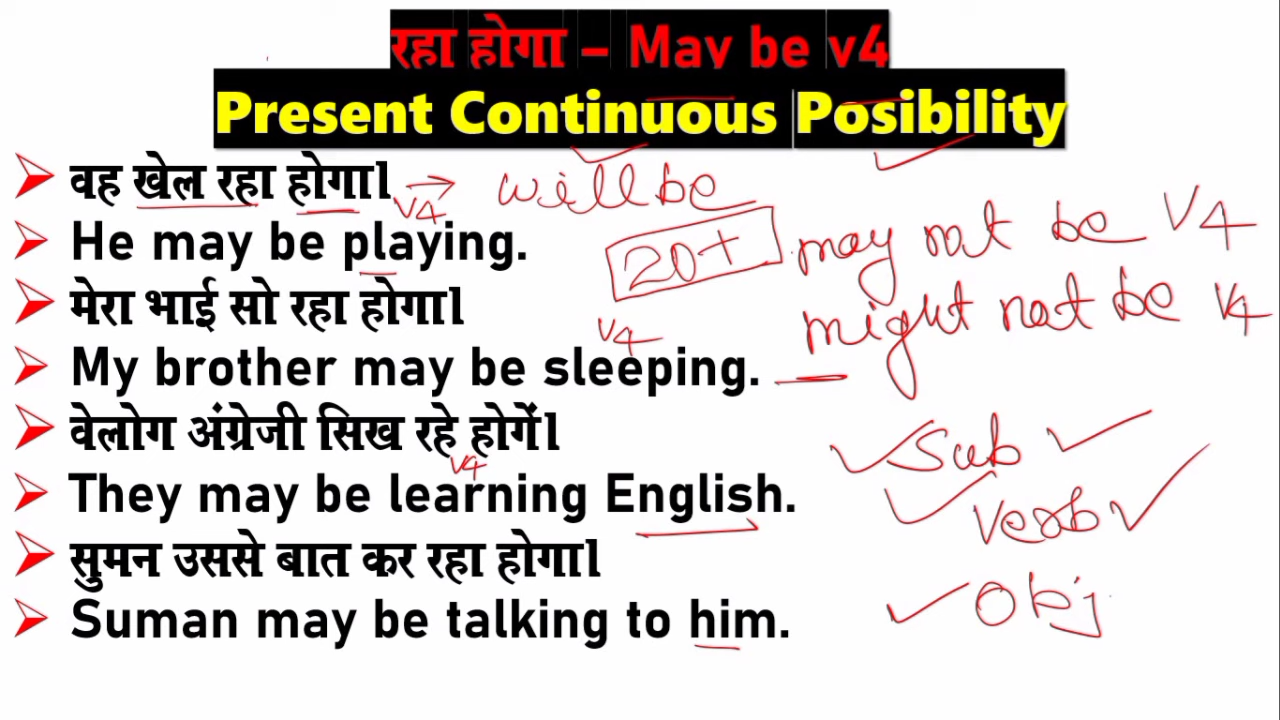 रहा होगा – May be v4
Present Continuous Posibility
वह खेल रहा होगा। → will be
v4
He may be playing.
20+ may not be V4
मेरा भाई सो रहा होगा।
might not be V4
v4
My brother may be sleeping.
वेलोग अंग्रेजी सिख रहे होगें।
Sub
v4
They may be learning English.
Verb
सुमन उससे बात कर रहा होगा।
Obj
Suman may be talking to him.